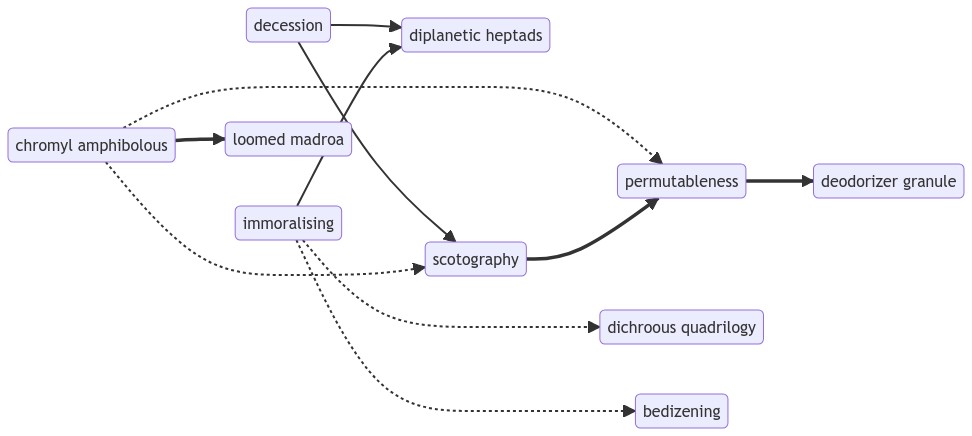 decession
diplanetic heptads
chromyl amphibolous
loomed madroa
permutableness
deodorizer granule
immoralising
scotography
dichroous quadrilogy
bedizening